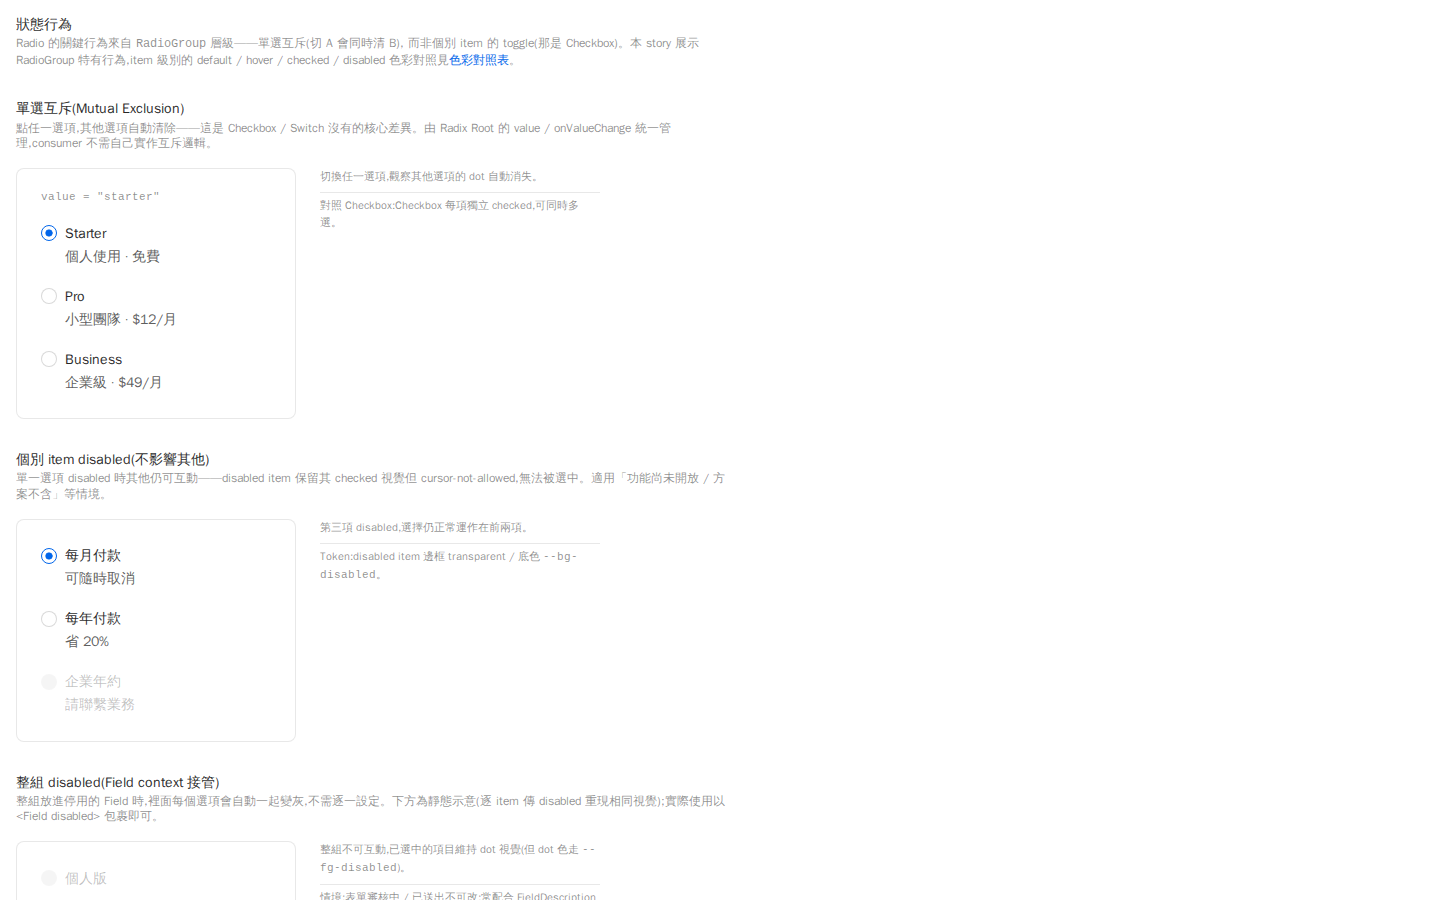 狀態行為
Radio 的關鍵行為來自 RadioGroup 層級——單選互斥(切 A 會同時清 B), 而非個別 item 的 toggle(那是 Checkbox)。本 story 展示
RadioGroup 特有行為,item 級別的 default / hover / checked / disabled 色彩對照見色彩對照表。
單選互斥(Mutual Exclusion)
點任一選項,其他選項自動清除——這是 Checkbox / Switch 沒有的核心差異。由 Radix Root 的 value / onValueChange 統一管
理,consumer 不需自己實作互斥邏輯。
value = "starter"
Starter
個人使用 · 免費
Pro
小型團隊 · $12/月
Business
企業級 · $49/月
切換任一選項,觀察其他選項的 dot 自動消失。
對照 Checkbox:Checkbox 每項獨立 checked,可同時多
選。
個別 item disabled(不影響其他)
單一選項 disabled 時其他仍可互動——disabled item 保留其 checked 視覺但 cursor-not-allowed,無法被選中。適用「功能尚未開放 / 方
案不含」等情境。
每月付款
可隨時取消
每年付款
省 20%
企業年約
請聯繫業務
第三項 disabled,選擇仍正常運作在前兩項。
Token:disabled item 邊框 transparent / 底色 --bg-
disabled。
整組 disabled(Field context 接管)
整組放進停用的 Field 時,裡面每個選項會自動一起變灰,不需逐一設定。下方為靜態示意(逐 item 傳 disabled 重現相同視覺);實際使用以
<Field disabled> 包裹即可。
個人版
整組不可互動,已選中的項目維持 dot 視覺(但 dot 色走 --
fg-disabled)。
情境:表單審核中 / 已送出不可改;常配合 FieldDescription